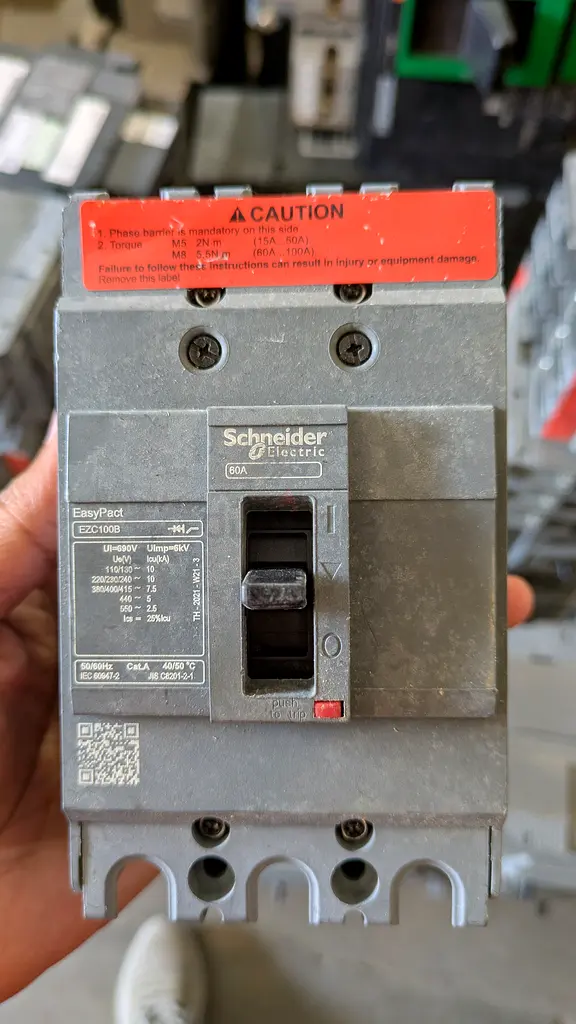 ⚠ CAUTION
1. Phase barrier is mandatory on this side
2. Torque M5 2N.m (15A...50A)
M8 5.5N.m (60A...100A)
Failure to follow these instructions can result in injury or equipment damage.
Remove this label
Schneider
Electric
60A
EasyPact
EZC100B
Ui=690V Uimp=6kV
Ue(V) Icu(kA)
110/130 ~ 10
220/230/240 ~ 10
380/400/415 ~ 7.5
440 ~ 5
550 ~ 2.5
Ics = 25%Icu
TH - 2021 - W21 - 3
50/60Hz Cat.A 40/50 °C
IEC 60947-2 JIS C8201-2-1
I
O
push
to trip